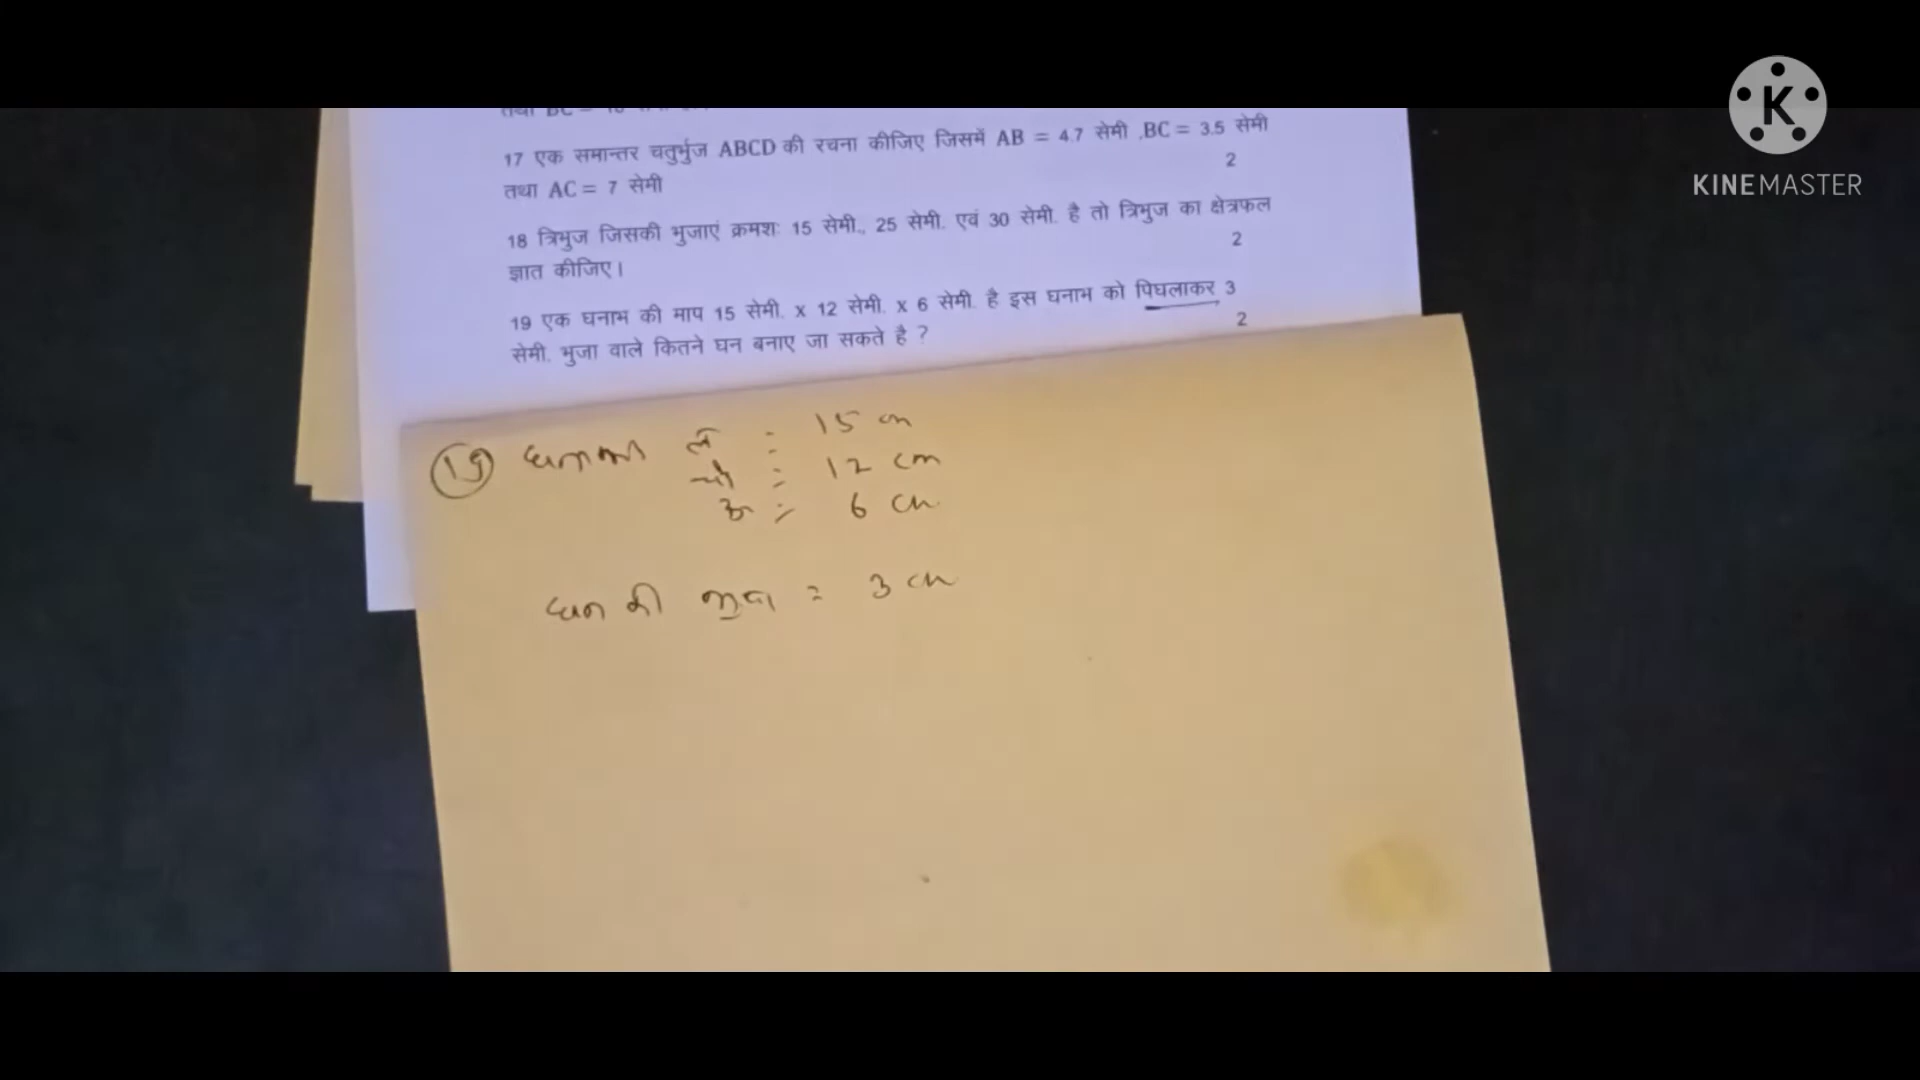 17 एक समान्तर चतुर्भुज ABCD की रचना कीजिए जिसमें AB = 4.7 सेमी ,BC = 3.5 सेमी
तथा AC = 7 सेमी 2
18 त्रिभुज जिसकी भुजाएं क्रमशः 15 सेमी., 25 सेमी. एवं 30 सेमी. है तो त्रिभुज का क्षेत्रफल
ज्ञात कीजिए। 2
19 एक घनाभ की माप 15 सेमी. x 12 सेमी. x 6 सेमी. है इस घनाभ को पिघलाकर 3
सेमी. भुजा वाले कितने घन बनाए जा सकते है ? 2
19 घनाभ ल = 15 cm
चौ = 12 cm
ऊ = 6 cm
घन की भुजा = 3 cm
K
KINEMASTER